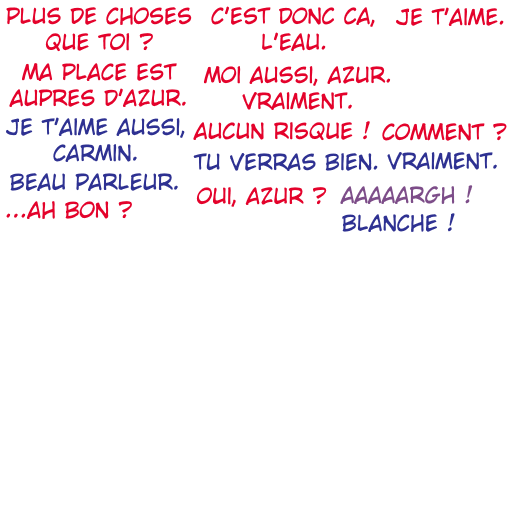 PLUS DE CHOSES
QUE TOI ?
C'EST DONC CA,
L'EAU.
JE T'AIME.
MA PLACE EST
AUPRES D'AZUR.
MOI AUSSI, AZUR.
VRAIMENT.
JE T'AIME AUSSI,
CARMIN.
AUCUN RISQUE !
COMMENT ?
TU VERRAS BIEN.
VRAIMENT.
BEAU PARLEUR.
...AH BON ?
OUI, AZUR ?
AAAAARGH !
BLANCHE !